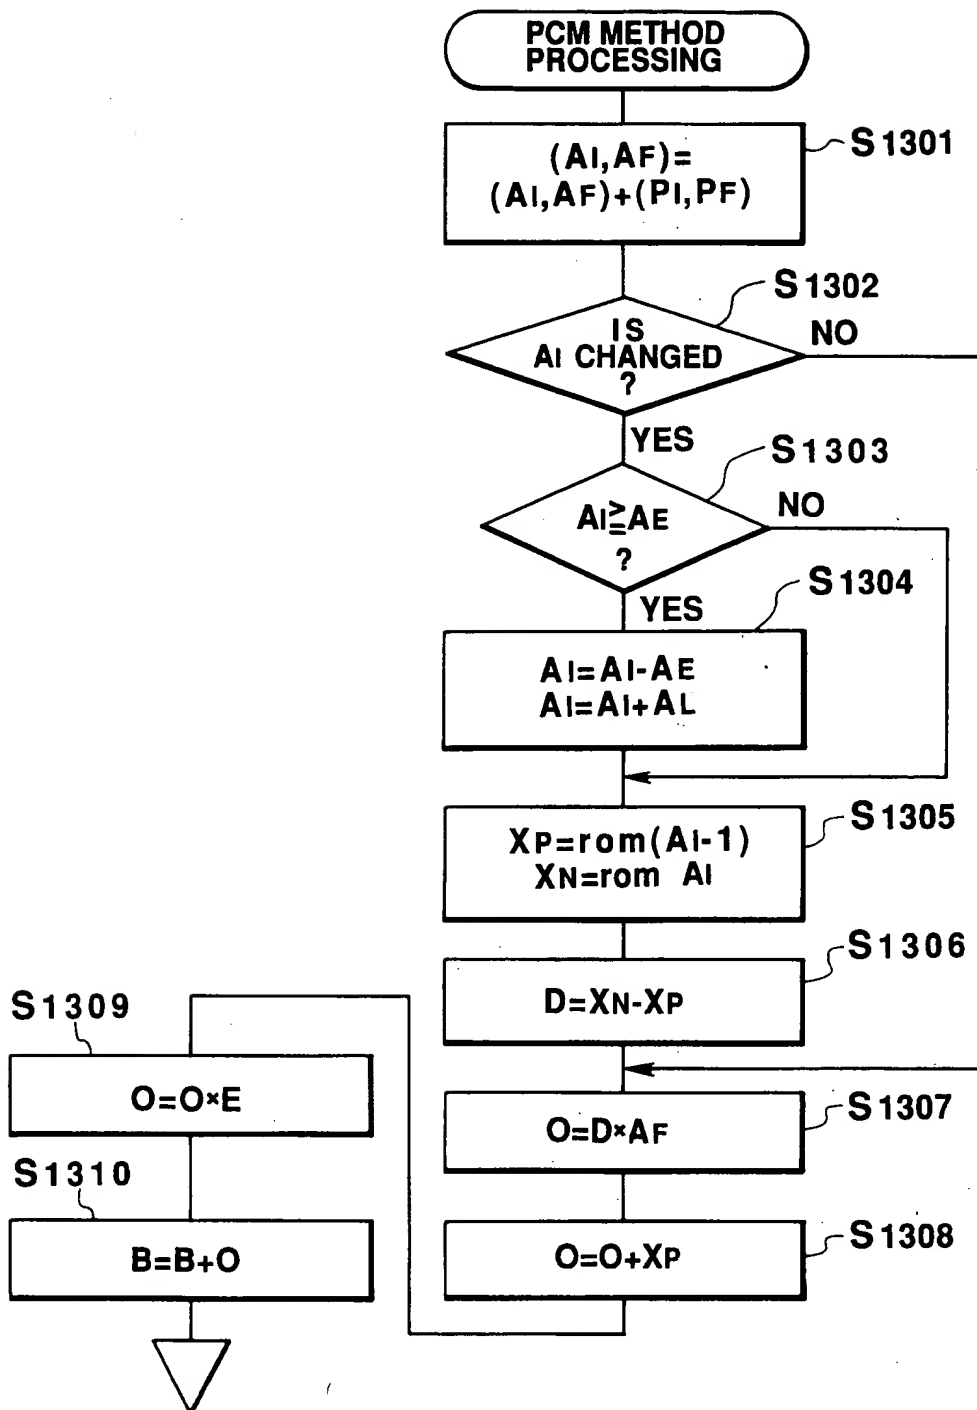 PCM METHOD
PROCESSING
S1301
(AI,AF)=
(AI,AF)+(PI,PF)
S1302
IS
AI CHANGED
?
NO
YES
S1303
AI≧AE
?
NO
YES
S1304
AI=AI-AE
AI=AI+AL
S1305
XP=rom(AI-1)
XN=rom AI
S1306
D=XN-XP
S1307
O=D×AF
S1308
O=O+XP
S1309
O=O×E
S1310
B=B+O